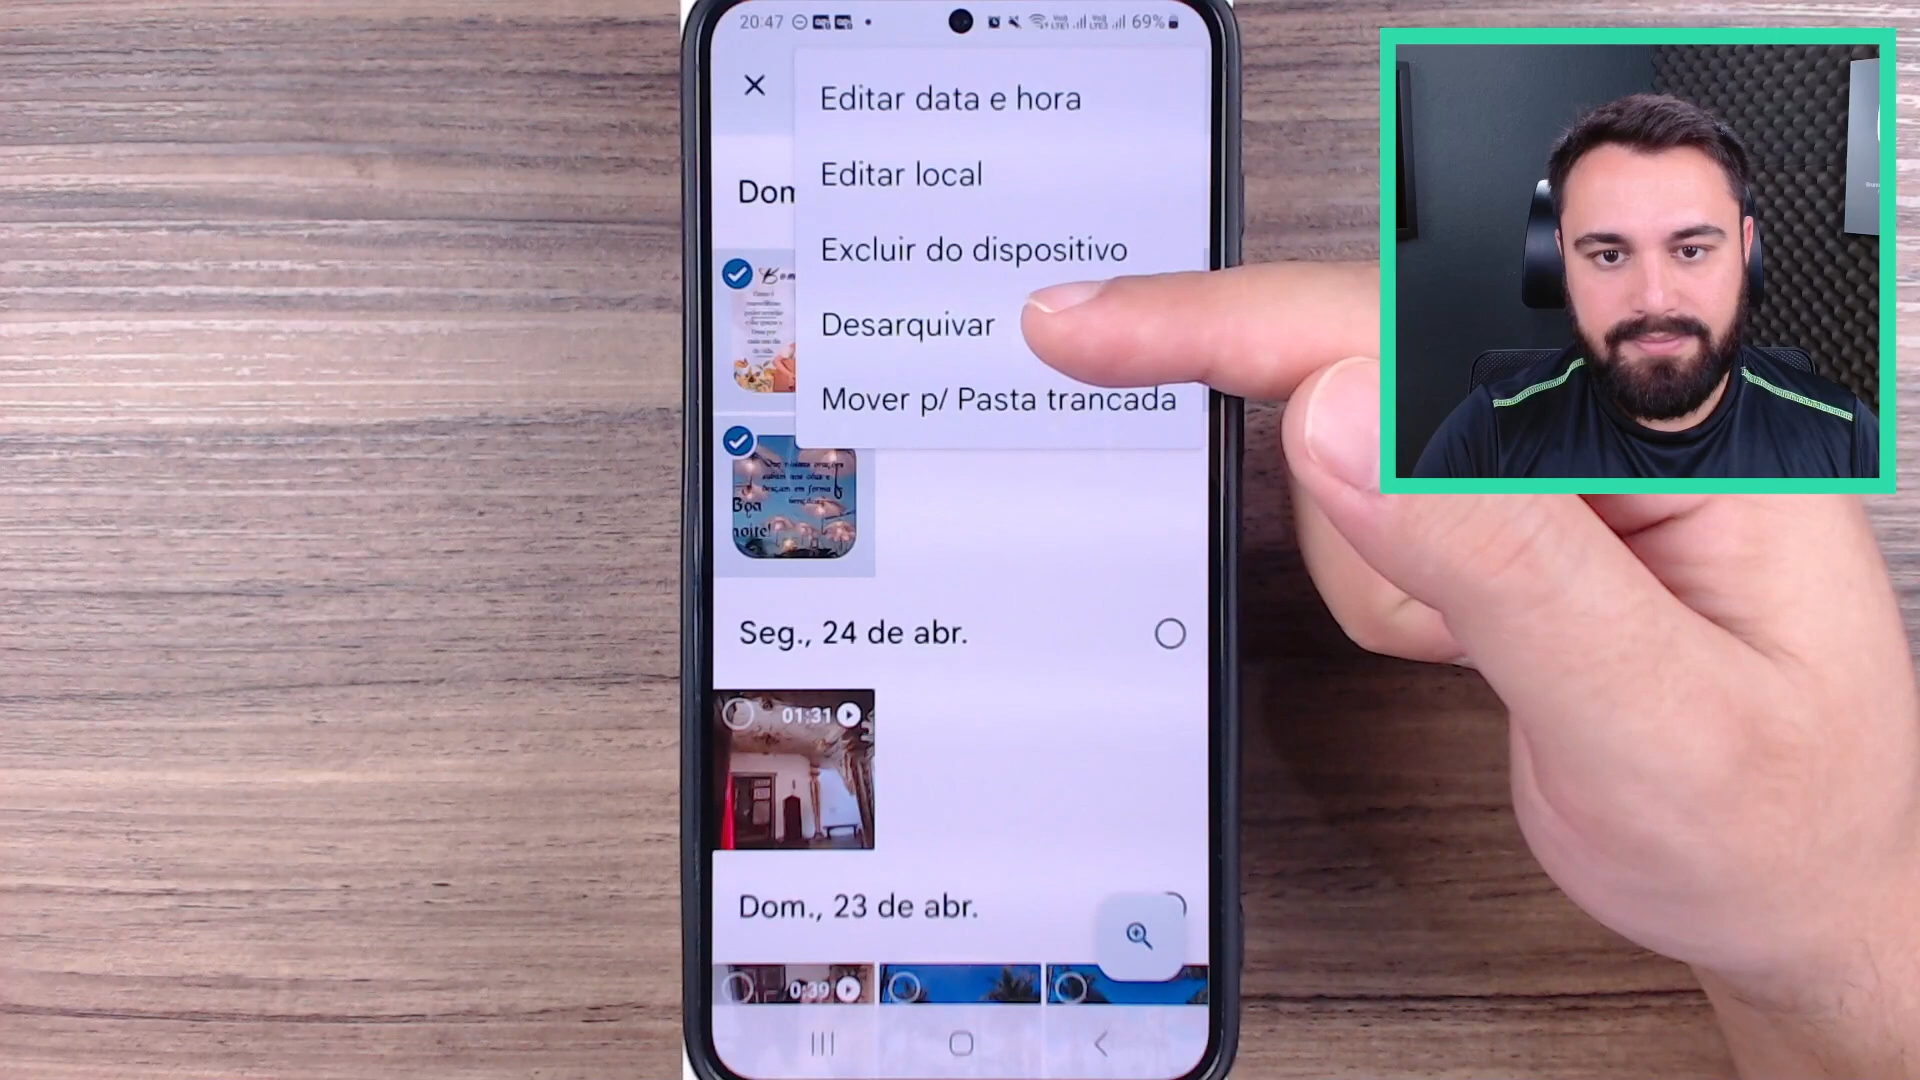 20:47
69%
Editar data e hora
Editar local
Dom
Excluir do dispositivo
Desarquivar
Mover p/ Pasta trancada
Boa
noite!
Seg., 24 de abr.
01:31
Dom., 23 de abr.
0:39